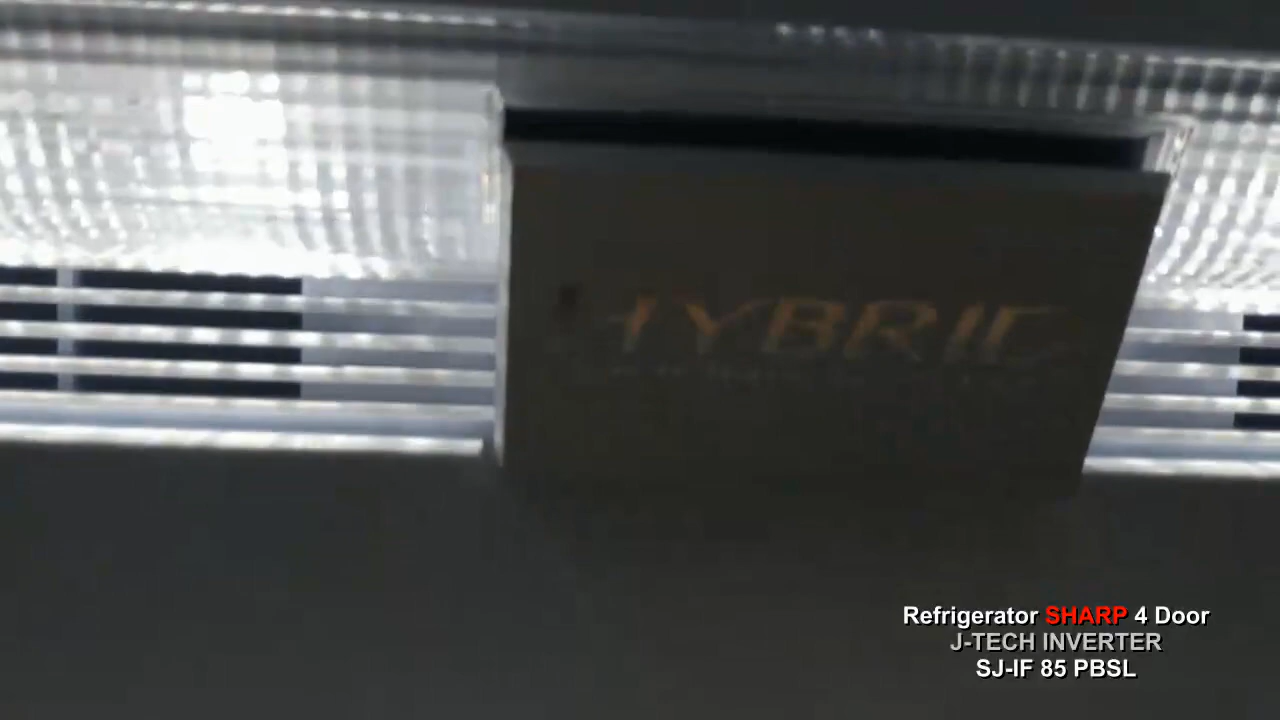 HYBRID
Refrigerator SHARP 4 Door
J-TECH INVERTER
SJ-IF 85 PBSL